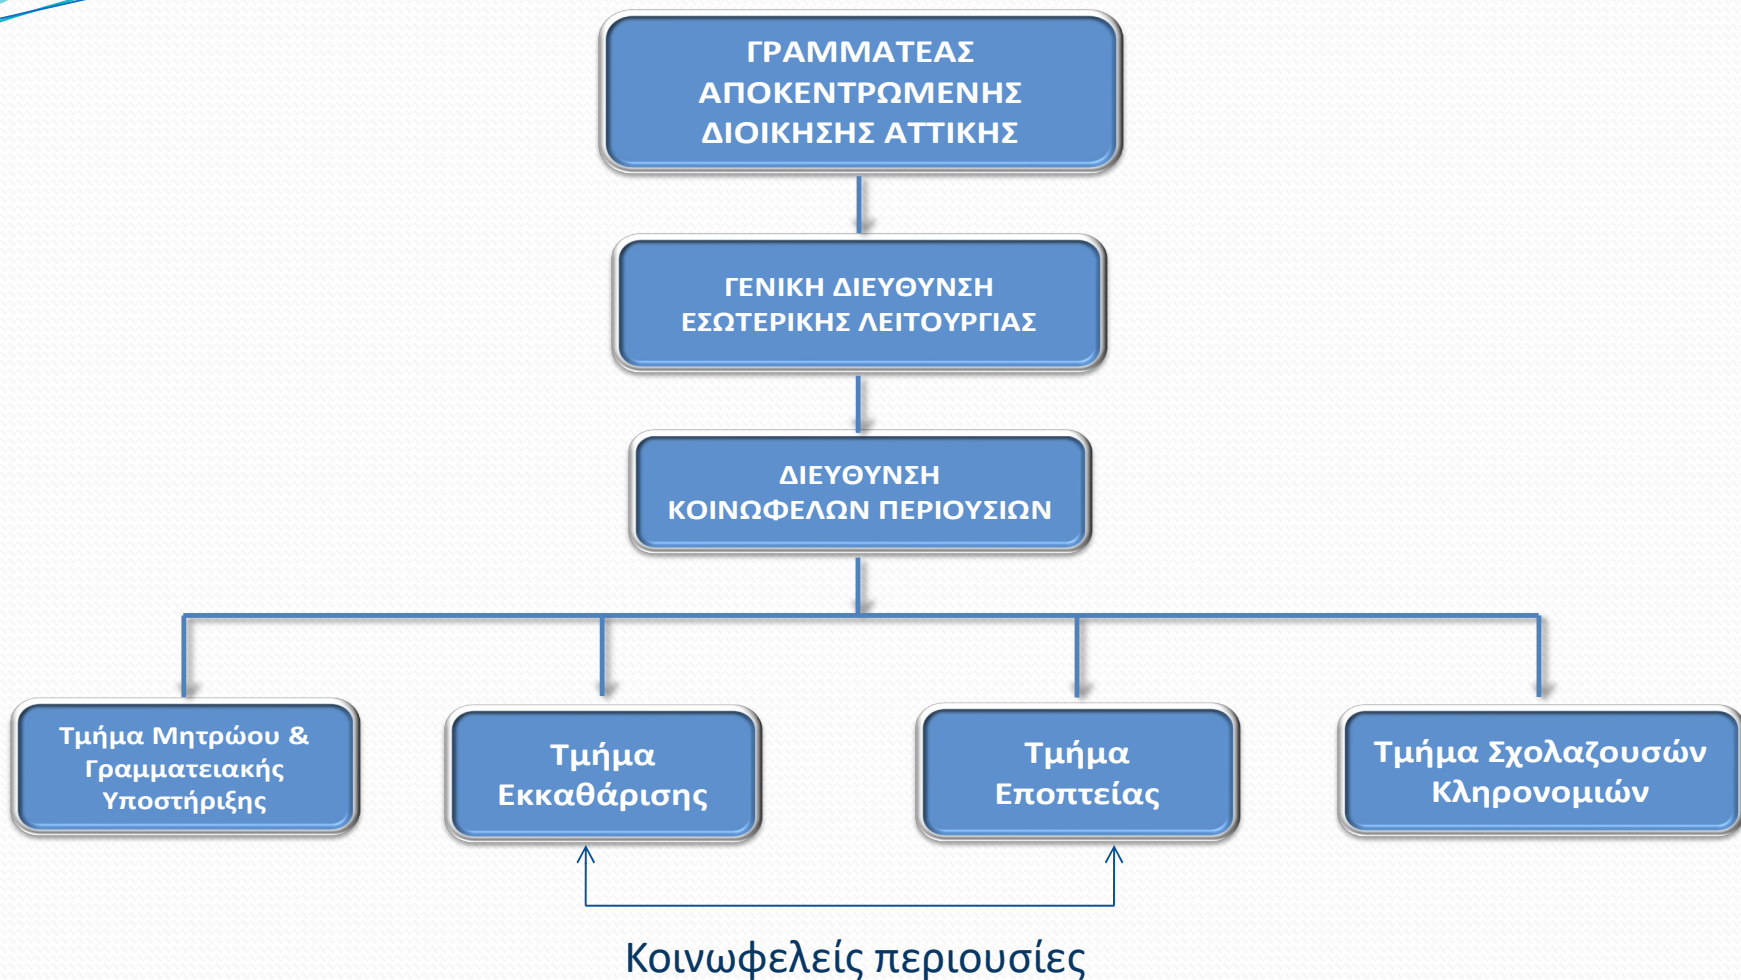 ΓΡΑΜΜΑΤΕΑΣ
ΑΠΟΚΕΝΤΡΩΜΕΝΗΣ
ΔΙΟΙΚΗΣΗΣ ΑΤΤΙΚΗΣ
ΓΕΝΙΚΗ ΔΙΕΥΘΥΝΣΗ
ΕΣΩΤΕΡΙΚΗΣ ΛΕΙΤΟΥΡΓΙΑΣ
ΔΙΕΥΘΥΝΣΗ
ΚΟΙΝΩΦΕΛΩΝ ΠΕΡΙΟΥΣΙΩΝ
Τμήμα Μητρώου &
Γραμματειακής
Υποστήριξης
Τμήμα
Εκκαθάρισης
Τμήμα
Εποπτείας
Τμήμα Σχολαζουσών
Κληρονομιών
Κοινωφελείς περιουσίες